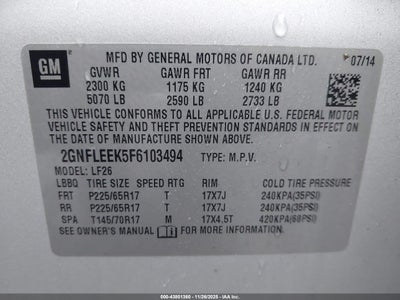 GM
MFD BY GENERAL MOTORS OF CANADA LTD. 07/14
GVWR GAWR FRT GAWR RR
2300 KG 1175 KG 1240 KG
5070 LB 2590 LB 2733 LB
THIS VEHICLE CONFORMS TO ALL APPLICABLE U.S. FEDERAL MOTOR
VEHICLE SAFETY AND THEFT PREVENTION STANDARDS IN EFFECT ON
THE DATE OF MANUFACTURE SHOWN ABOVE.
2GNFLEEK5F6103494 TYPE: M.P.V.
MODEL: LF26
LBBQ TIRE SIZE SPEED RTG RIM COLD TIRE PRESSURE
FRT P225/65R17 T 17X7J 240KPA(35PSI)
RR P225/65R17 T 17X7J 240KPA(35PSI)
SPA T145/70R17 M 17X4.5T 420KPA(60PSI)
SEE OWNER'S MANUAL FOR MORE INFORMATION.
000-43801360 11/26/2025 IAA